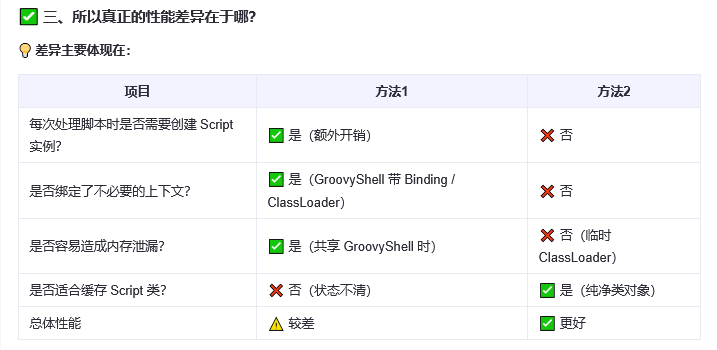 ✅ 三、所以真正的性能差异在于哪?
💡 差异主要体现在:
项目 方法1 方法2
每次处理脚本时是否需要创建 Script
实例? ✅ 是（额外开销） ❌ 否
是否绑定了不必要的上下文? ✅ 是（GroovyShell 带 Binding /
ClassLoader） ❌ 否
是否容易造成内存泄漏? ✅ 是（共享 GroovyShell 时） ❌ 否（临时
ClassLoader）
是否适合缓存 Script 类? ❌ 否（状态不清） ✅ 是（纯净类对象）
总体性能 ⚠️ 较差 ✅ 更好